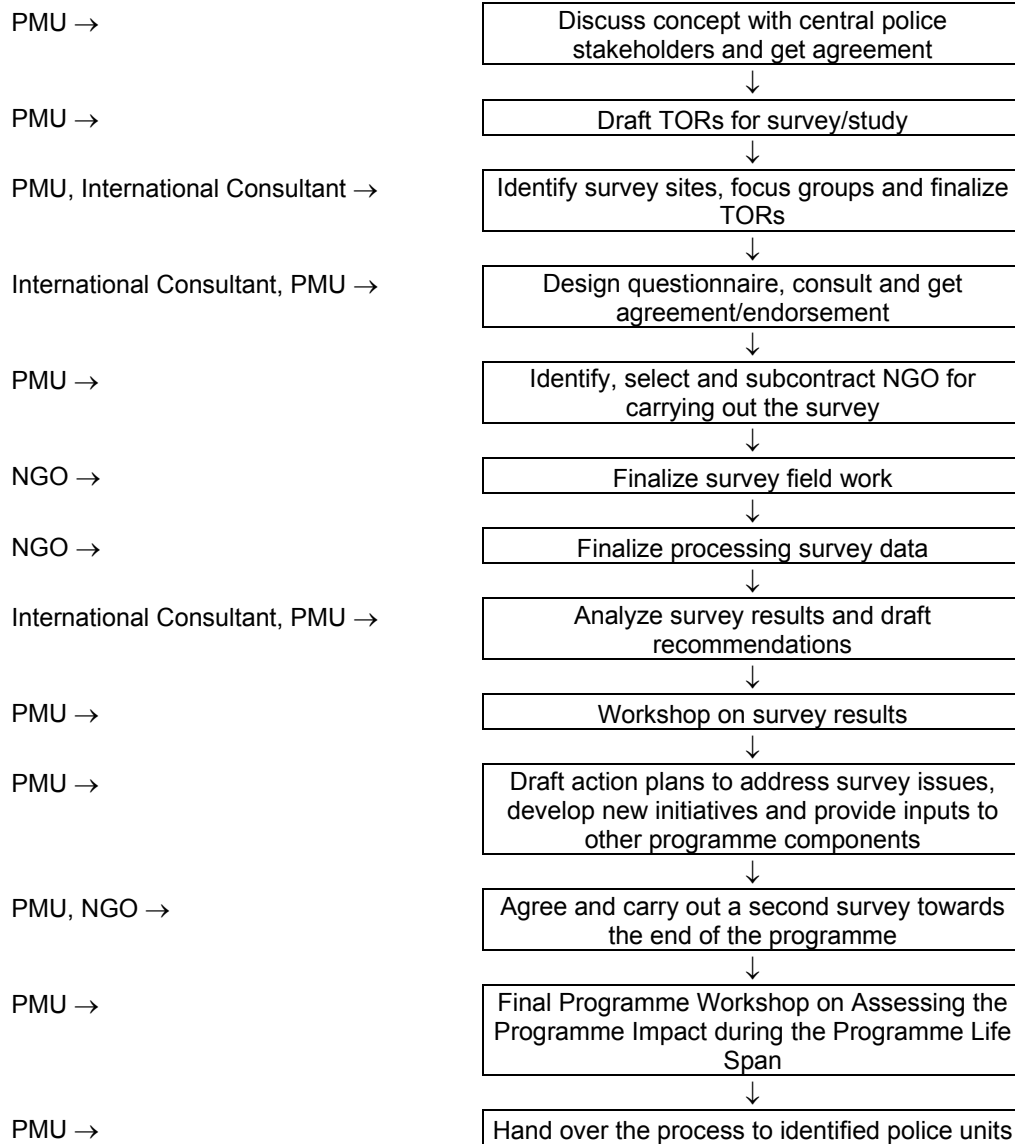 PMU →
Discuss concept with central police
stakeholders and get agreement
↓
PMU →
Draft TORs for survey/study
↓
PMU, International Consultant →
Identify survey sites, focus groups and finalize
TORs
↓
International Consultant, PMU →
Design questionnaire, consult and get
agreement/endorsement
↓
PMU →
Identify, select and subcontract NGO for
carrying out the survey
↓
NGO →
Finalize survey field work
↓
NGO →
Finalize processing survey data
↓
International Consultant, PMU →
Analyze survey results and draft
recommendations
↓
PMU →
Workshop on survey results
↓
PMU →
Draft action plans to address survey issues,
develop new initiatives and provide inputs to
other programme components
↓
PMU, NGO →
Agree and carry out a second survey towards
the end of the programme
↓
PMU →
Final Programme Workshop on Assessing the
Programme Impact during the Programme Life
Span
↓
PMU →
Hand over the process to identified police units